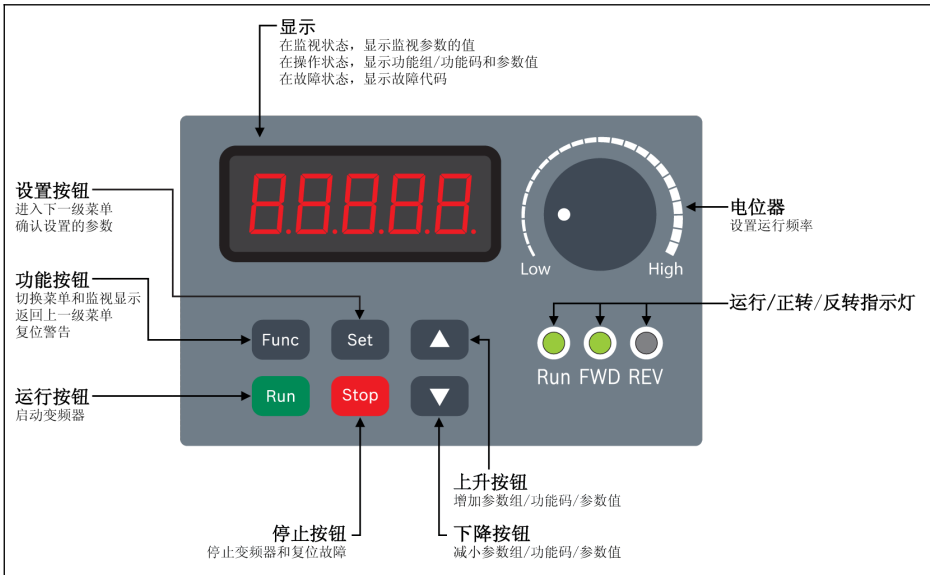 显示
在监视状态，显示监视参数的值
在操作状态，显示功能组/功能码和参数值
在故障状态，显示故障代码
设置按钮
进入下一级菜单
确认设置的参数
8.8.8.8.8.
电位器
设置运行频率
Low
High
功能按钮
切换菜单和监视显示
返回上一级菜单
复位警告
运行/正转/反转指示灯
Func
Set
Run FWD REV
运行按钮
启动变频器
Run
Stop
上升按钮
增加参数组/功能码/参数值
停止按钮
停止变频器和复位故障
下降按钮
减小参数组/功能码/参数值